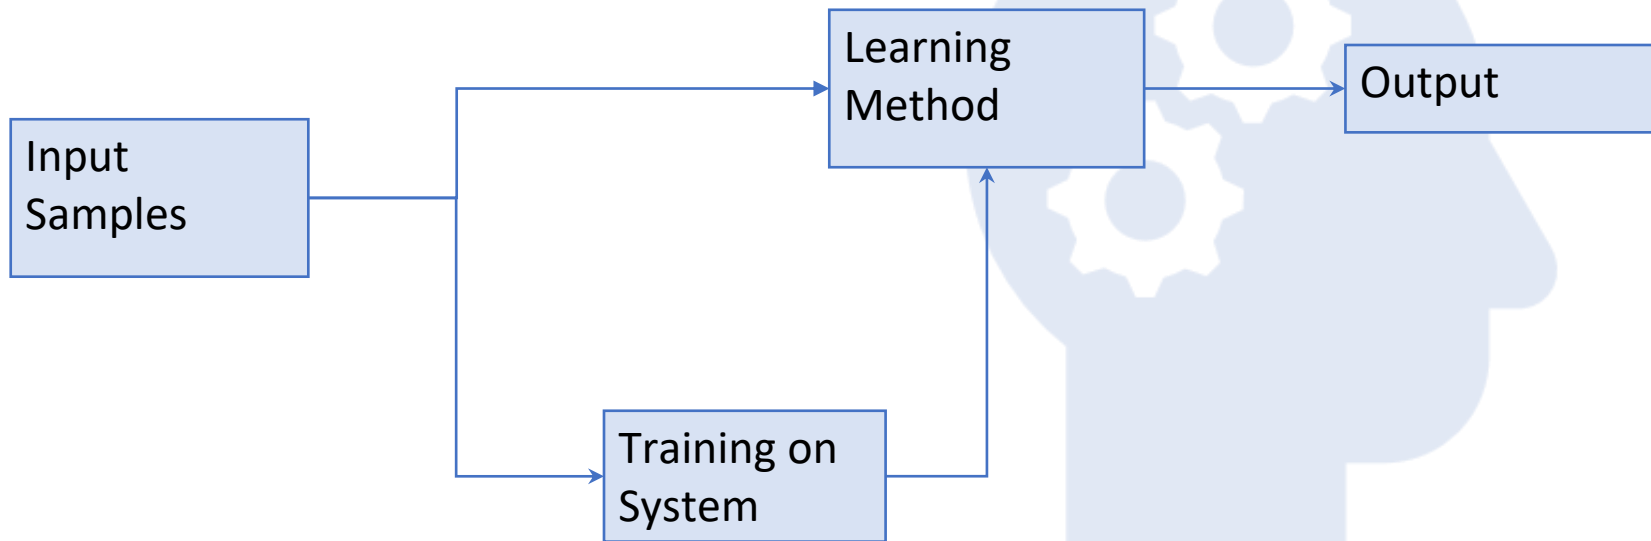 Learning
Method
Output
Input
Samples
Training on
System